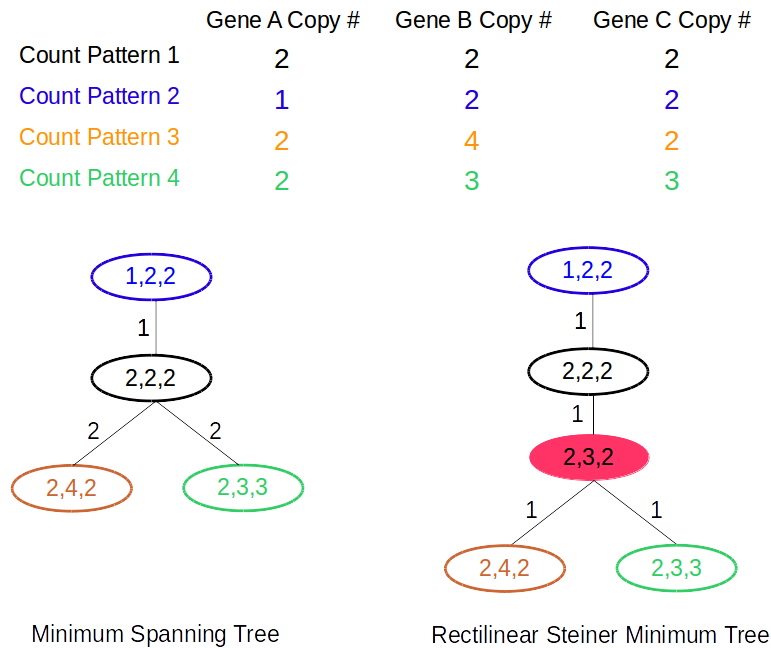 Gene A Copy # Gene B Copy # Gene C Copy #
Count Pattern 1 2 2 2
Count Pattern 2 1 2 2
Count Pattern 3 2 4 2
Count Pattern 4 2 3 3
1,2,2
1
2,2,2
2 2
2,4,2 2,3,3
Minimum Spanning Tree
1,2,2
1
2,2,2
1
2,3,2
1 1
2,4,2 2,3,3
Rectilinear Steiner Minimum Tree